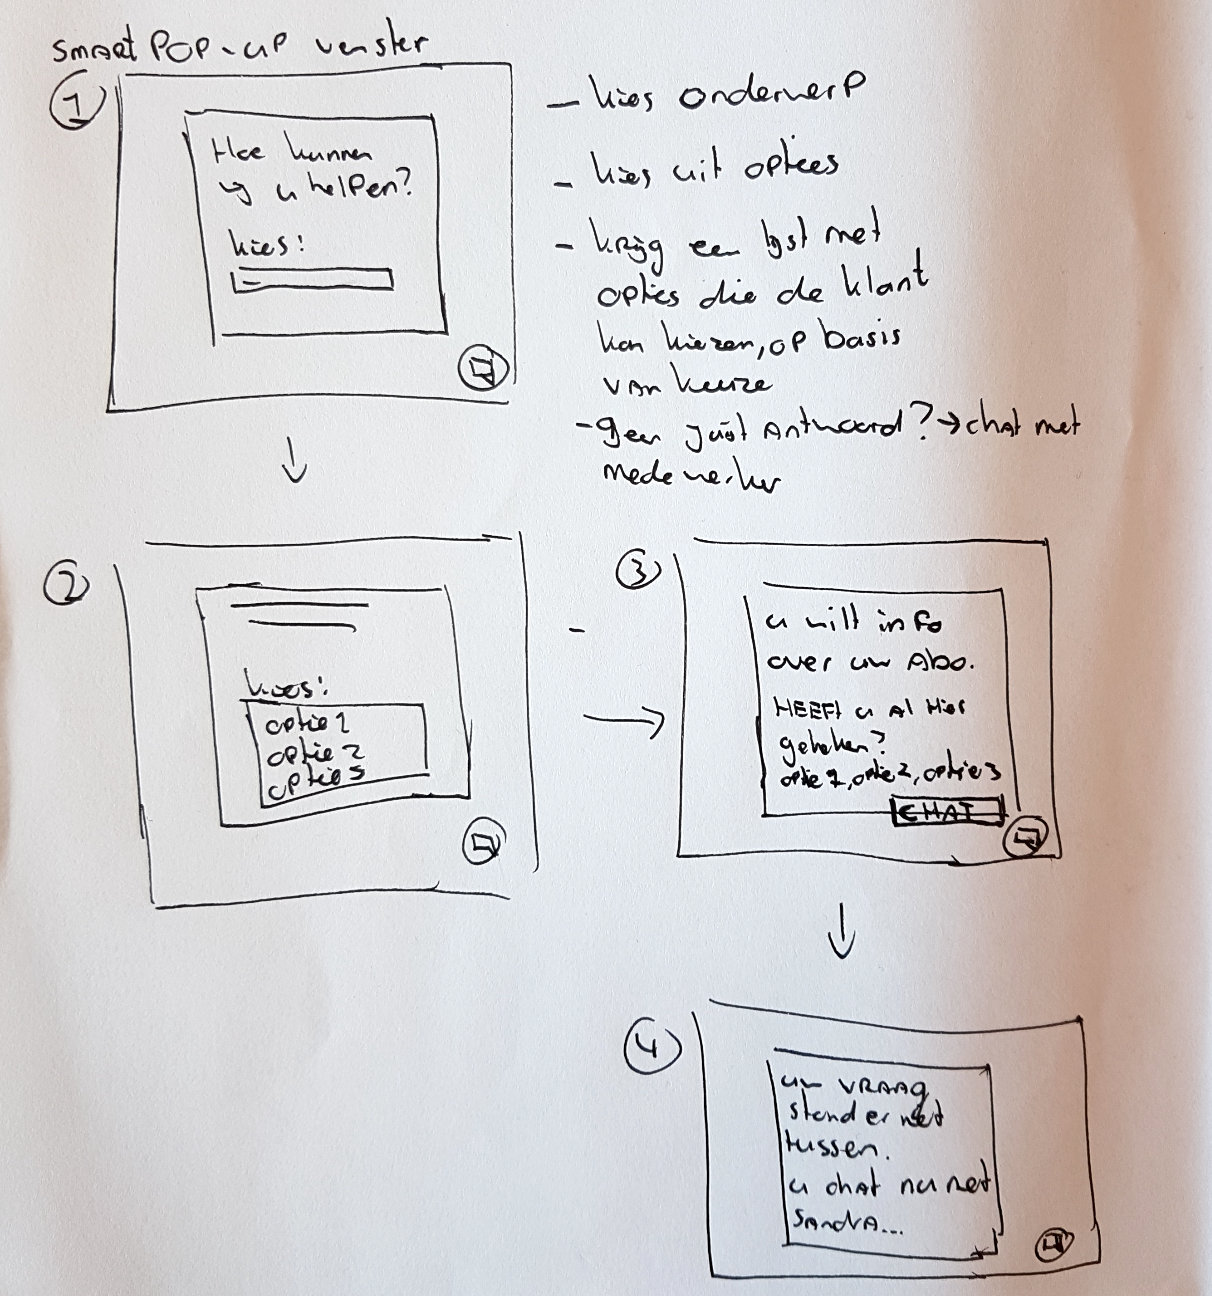 smart POP-UP venster
1
Hoe kunnen
wij u helpen?
kies:
- kies onderwerp
- kies uit opties
- krijg een lijst met
opties die de klant
kan kiezen, op basis
van keuze
- geen juist antwoord? → chat met
medewerker
2
kies:
optie 1
optie 2
optie 3
3
u wilt info
over uw Abo.
HEEFT u Al Hier
gekeken?
optie 1, optie 2, optie 3
CHAT
4
uw VRAAG
stond er niet
tussen.
u chat nu met
SANDRA...